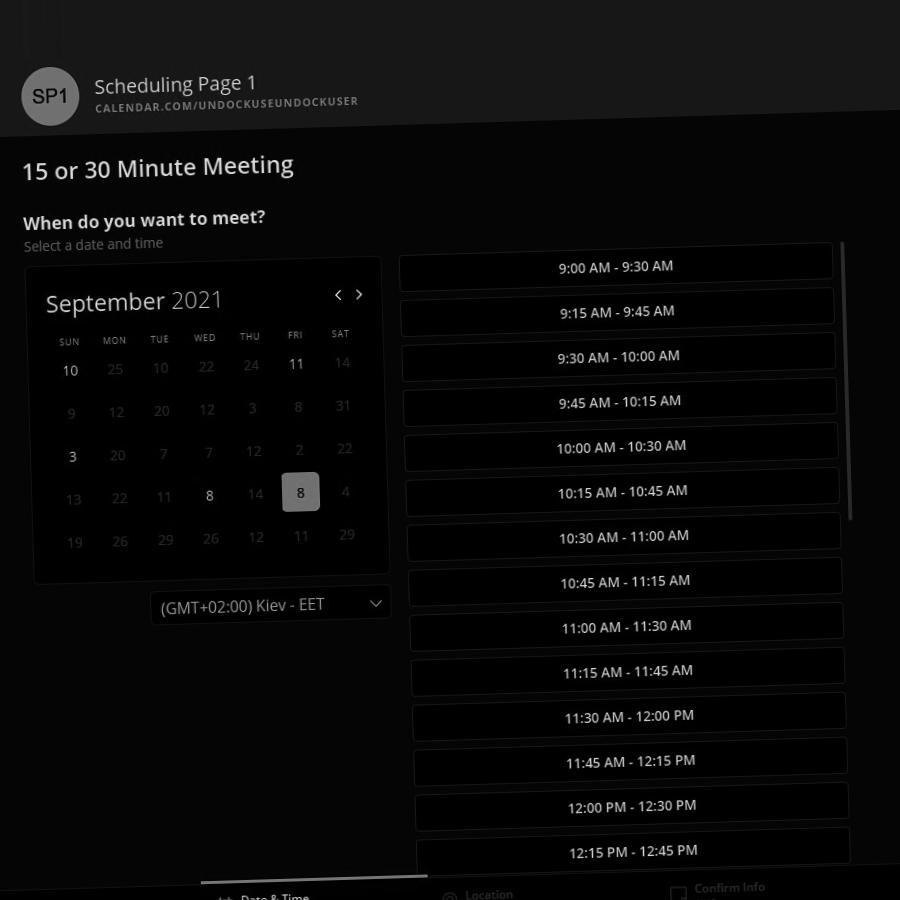 SP1
Scheduling Page 1
CALENDAR.COM/UNDOCKUSEUNDOCKUSER
15 or 30 Minute Meeting
When do you want to meet?
Select a date and time
September 2021
SUN MON TUE WED THU FRI SAT
10 25 10 22 24 11 14
9 12 20 12 3 8 31
3 20 7 7 12 2 22
13 22 11 8 14 8 4
19 26 29 26 12 11 29
(GMT+02:00) Kiev - EET
9:00 AM - 9:30 AM
9:15 AM - 9:45 AM
9:30 AM - 10:00 AM
9:45 AM - 10:15 AM
10:00 AM - 10:30 AM
10:15 AM - 10:45 AM
10:30 AM - 11:00 AM
10:45 AM - 11:15 AM
11:00 AM - 11:30 AM
11:15 AM - 11:45 AM
11:30 AM - 12:00 PM
11:45 AM - 12:15 PM
12:00 PM - 12:30 PM
12:15 PM - 12:45 PM
Date & Time
Location
Confirm Info